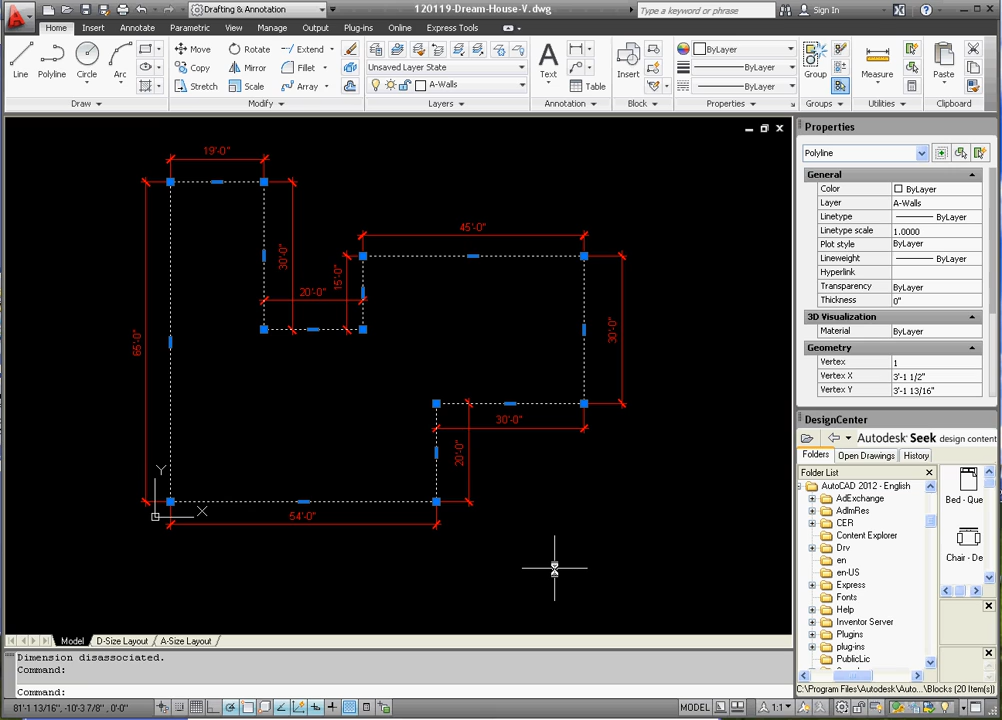 Drafting & Annotation
120119-Dream-House-V.dwg
Type a keyword or phrase
Sign In
Home Insert Annotate Parametric View Manage Output Plug-ins Online Express Tools
Line
Polyline
Circle
Arc
Move Rotate Extend
Copy Mirror Fillet
Stretch Scale Array
Unsaved Layer State
A-Walls
Text
Table
Insert
ByLayer
ByLayer
ByLayer
Group
Measure
Paste
Draw Modify Layers Annotation Block Properties Groups Utilities Clipboard
19'-0"
30'-0"
45'-0"
15'-0"
20'-0"
65'-0"
30'-0"
30'-0"
20'-0"
54'-0"
Y
X
Properties
Polyline
General
Color ByLayer
Layer A-Walls
Linetype ByLayer
Linetype scale 1.0000
Plot style ByLayer
Lineweight ByLayer
Hyperlink
Transparency ByLayer
Thickness 0"
3D Visualization
Material ByLayer
Geometry
Vertex 1
Vertex X 3'-1 1/2"
Vertex Y 3'-1 13/16"
DesignCenter
Autodesk Seek design content
Folders Open Drawings History
Folder List
AutoCAD 2012 - English
AdExchange
AdlmRes
CER
Content Explorer
Drv
en
en-US
Express
Fonts
Help
Inventor Server
Plugins
plug-ins
PublicLic
Bed - Que
Chair - De
C:\Program Files\Autodesk\Auto...\Blocks (20 Item(s))
Model D-Size Layout A-Size Layout
Dimension disassociated.
Command:
Command:
81'-1 13/16", -10'-3 7/8" , 0'-0"
MODEL
1:1